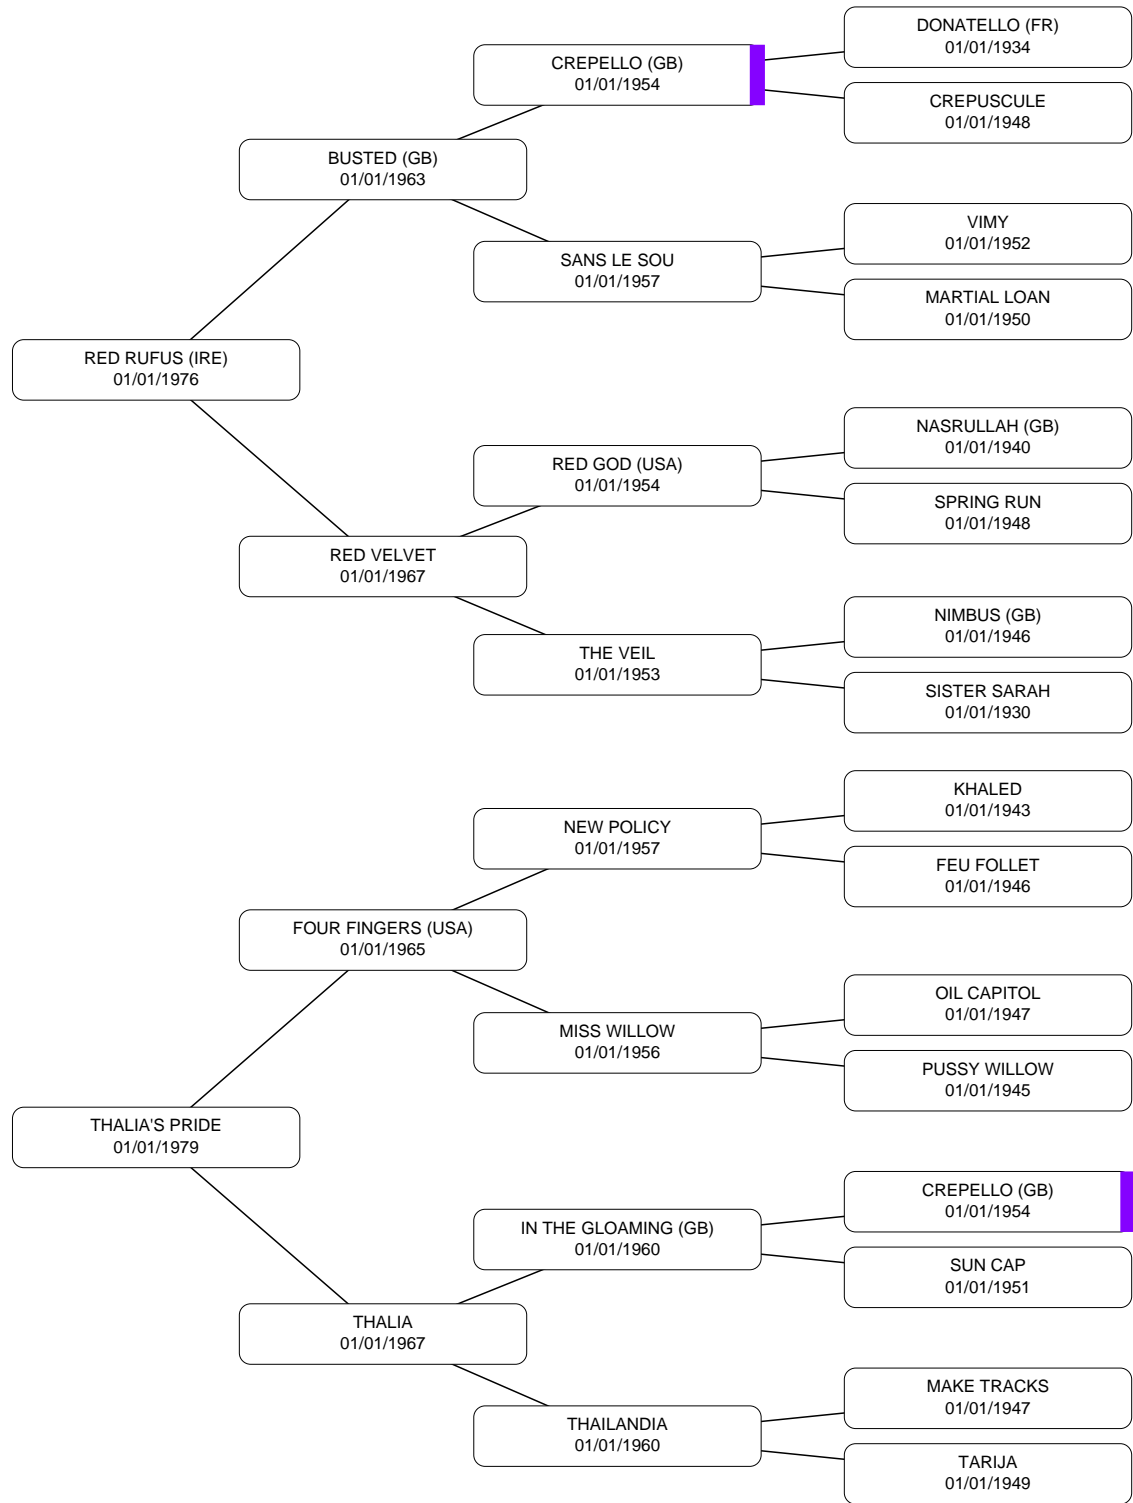 DONATELLO (FR)
01/01/1934
CREPELLO (GB)
01/01/1954
CREPUSCULE
01/01/1948
BUSTED (GB)
01/01/1963
VIMY
01/01/1952
SANS LE SOU
01/01/1957
MARTIAL LOAN
01/01/1950
RED RUFUS (IRE)
01/01/1976
NASRULLAH (GB)
01/01/1940
RED GOD (USA)
01/01/1954
SPRING RUN
01/01/1948
RED VELVET
01/01/1967
NIMBUS (GB)
01/01/1946
THE VEIL
01/01/1953
SISTER SARAH
01/01/1930
KHALED
01/01/1943
NEW POLICY
01/01/1957
FEU FOLLET
01/01/1946
FOUR FINGERS (USA)
01/01/1965
OIL CAPITOL
01/01/1947
MISS WILLOW
01/01/1956
PUSSY WILLOW
01/01/1945
THALIA'S PRIDE
01/01/1979
CREPELLO (GB)
01/01/1954
IN THE GLOAMING (GB)
01/01/1960
SUN CAP
01/01/1951
THALIA
01/01/1967
MAKE TRACKS
01/01/1947
THAILANDIA
01/01/1960
TARIJA
01/01/1949